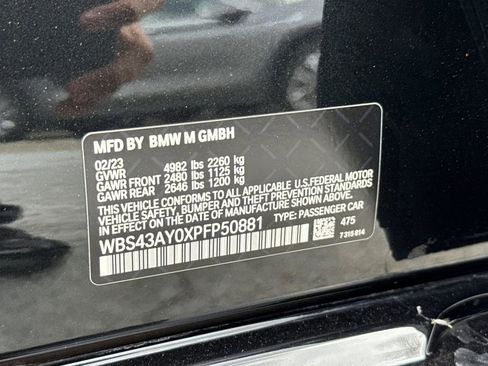 MFD BY BMW M GMBH
02/23
GVWR 4982 lbs 2260 kg
GAWR FRONT 2480 lbs 1125 kg
GAWR REAR 2646 lbs 1200 kg
THIS VEHICLE CONFORMS TO ALL APPLICABLE U.S.FEDERAL MOTOR
VEHICLE SAFETY, BUMPER, AND THEFT PREVENTION STANDARDS
IN EFFECT ON THE DATE OF MANUFACTURE SHOWN ABOVE.
WBS43AY0XPFP50881 TYPE: PASSENGER CAR
475
7315814